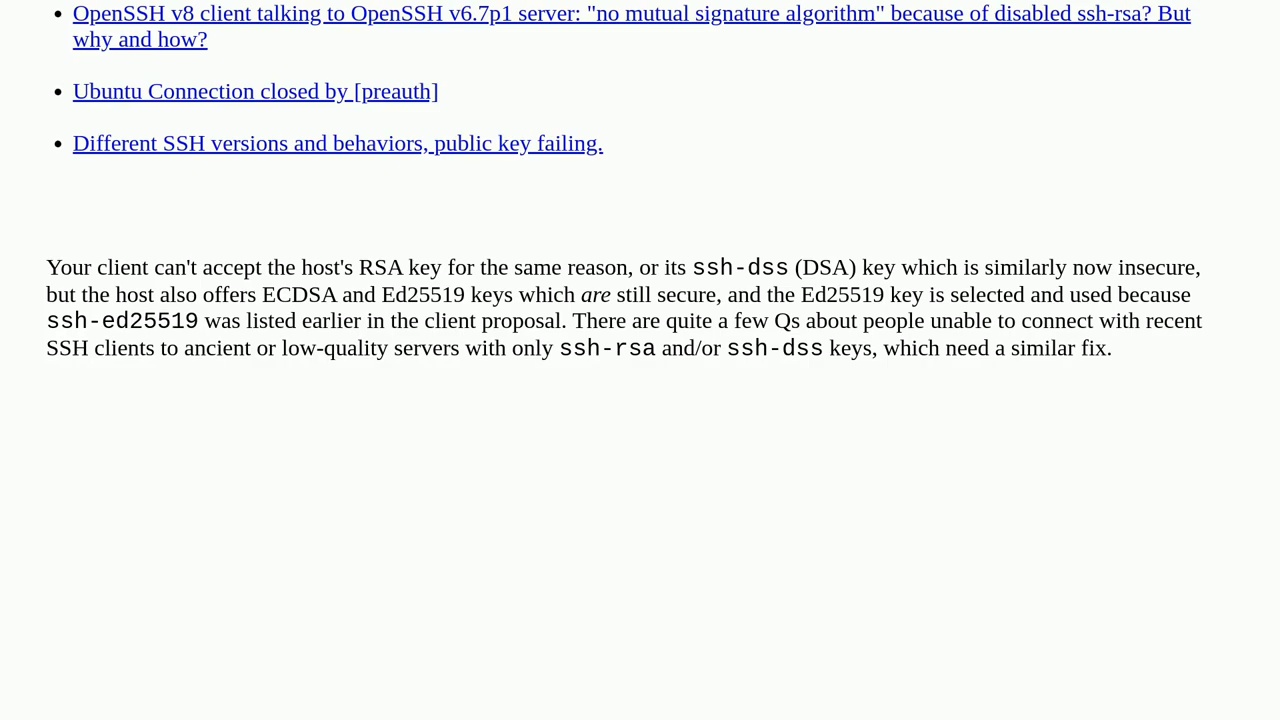 OpenSSH v8 client talking to OpenSSH v6.7p1 server: "no mutual signature algorithm" because of disabled ssh-rsa? But
why and how?
Ubuntu Connection closed by [preauth]
Different SSH versions and behaviors, public key failing.
Your client can't accept the host's RSA key for the same reason, or its ssh-dss (DSA) key which is similarly now insecure,
but the host also offers ECDSA and Ed25519 keys which are still secure, and the Ed25519 key is selected and used because
ssh-ed25519 was listed earlier in the client proposal. There are quite a few Qs about people unable to connect with recent
SSH clients to ancient or low-quality servers with only ssh-rsa and/or ssh-dss keys, which need a similar fix.